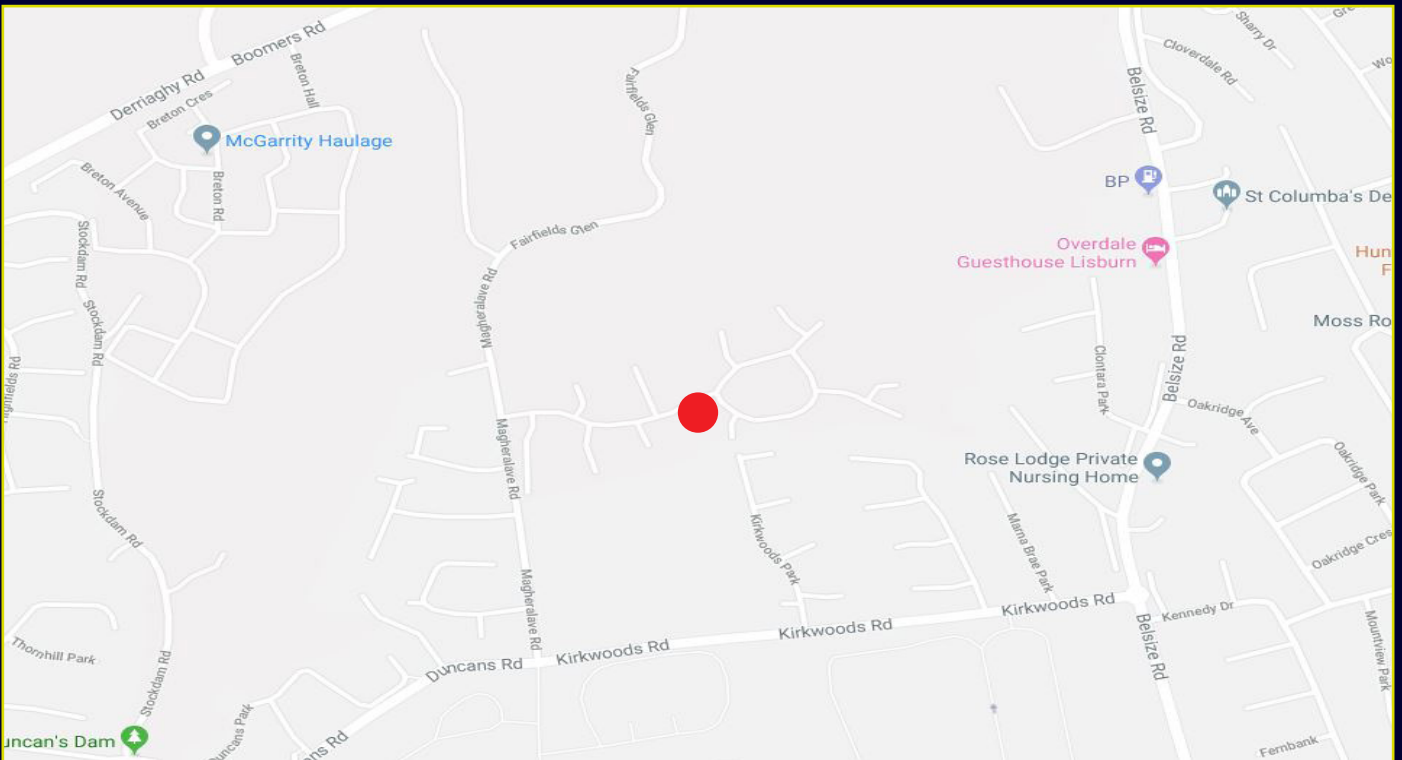 Boomers Rd
Sharry Dr
Cloverdale Rd
Derriaghy Rd
Breton Hall
Breton Cres
Fairfields Glen
Belsize Rd
McGarrity Haulage
Breton Avenue
Breton Rd
BP
St Columba's De
Stockdam Rd
Fairfields Glen
Overdale
Guesthouse Lisburn
Hun
F
Magheralave Rd
Stockdam Rd
Moss Ro
Belsize Rd
Clontara Park
Oakridge Ave
Magheralave Rd
Rose Lodge Private
Nursing Home
Oakridge Park
Stockdam Rd
Kirkwoods Park
Marna Brae Park
Oakridge Cres
Magheralave Rd
Kirkwoods Rd
Kennedy Dr
Kirkwoods Rd
Kirkwoods Rd
Duncans Rd
Belsize Rd
Mountview Park
Thornhill Park
Stockdam Rd
uncan's Dam
Duncans Park
ns Rd
Fernbank